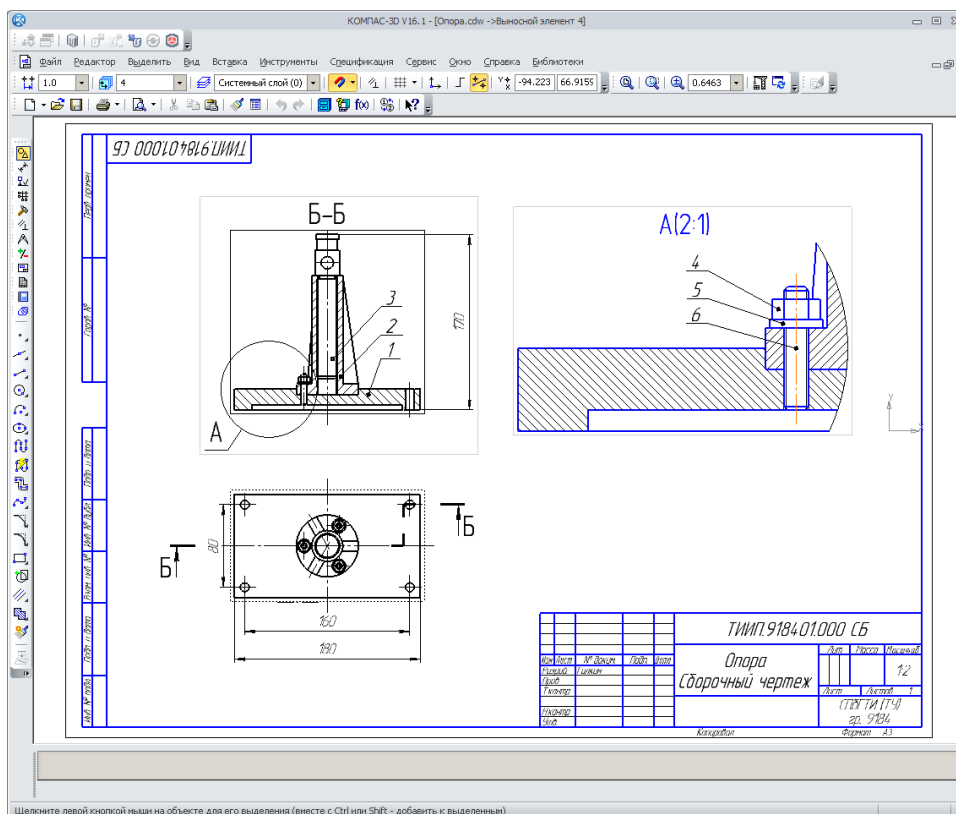 КОМПАС-3D V16.1 - [Опора.cdw ->Выносной элемент 4]
Файл Редактор Выделить Вид Вставка Инструменты Спецификация Сервис Окно Справка Библиотеки
1.0 4 Системный слой (0) -94.223 66.9159 0.6463
f(x)
ТИИП.918401.000 СБ
Перв. примен.
Справ. №
Подп. и дата
Инв. № дубл.
Взам. инв. №
Подп. и дата
Инв. № подл.
Б-Б
3
2
1
170
А
А(2:1)
4
5
6
Y
Б
Б
80
160
180
ТИИП.918401.000 СБ
Изм Лист № докум. Подп. Дата
Разраб.
Пров.
Т.контр.
Н.контр.
Утв.
Опора
Сборочный чертеж
Лит. Масса Масштаб
1:2
Лист Листов 1
СПбГТИ (ТУ)
гр. 9184
Копировал Формат А3
Щелкните левой кнопкой мыши на объекте для его выделения (вместе с Ctrl или Shift - добавить к выделенным)